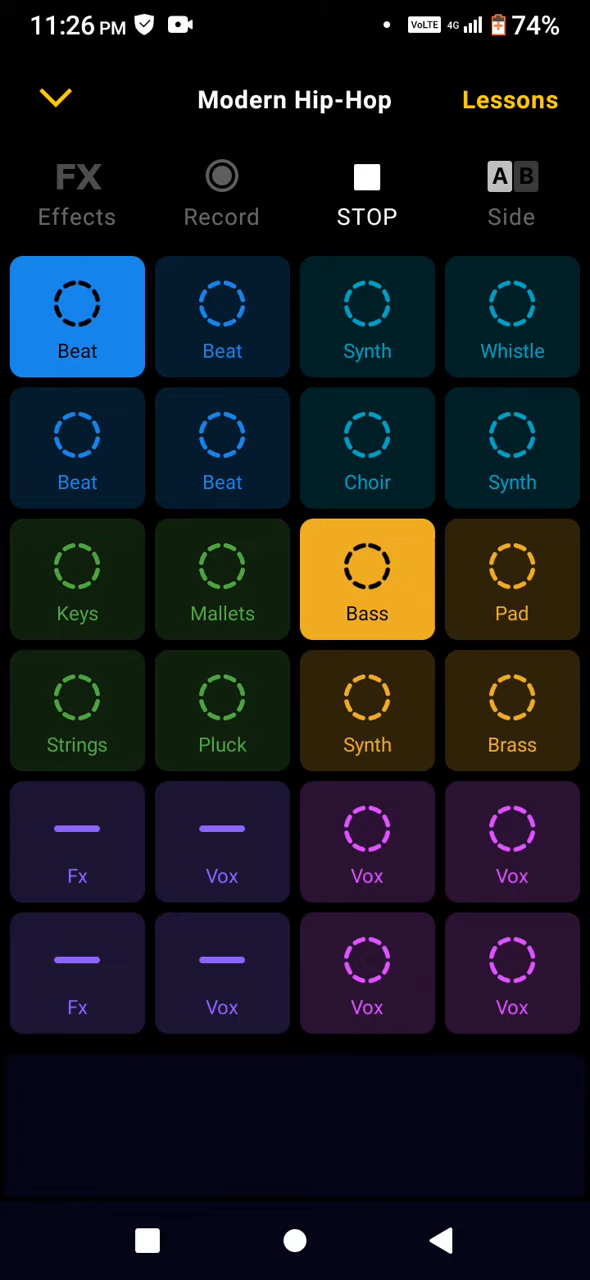 11:26 PM VoLTE 4G 74%
Modern Hip-Hop Lessons
FX A B
Effects Record STOP Side
Beat Beat Synth Whistle
Beat Beat Choir Synth
Keys Mallets Bass Pad
Strings Pluck Synth Brass
Fx Vox Vox Vox
Fx Vox Vox Vox